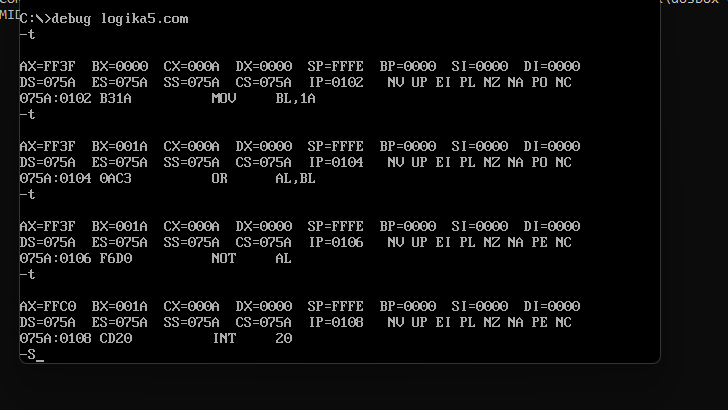 C:\>debug logika5.com
-t
AX=FF3F BX=0000 CX=000A DX=0000 SP=FFFE BP=0000 SI=0000 DI=0000
DS=075A ES=075A SS=075A CS=075A IP=0102 NV UP EI PL NZ NA PO NC
075A:0102 B31A MOV BL,1A
-t
AX=FF3F BX=001A CX=000A DX=0000 SP=FFFE BP=0000 SI=0000 DI=0000
DS=075A ES=075A SS=075A CS=075A IP=0104 NV UP EI PL NZ NA PO NC
075A:0104 0AC3 OR AL,BL
-t
AX=FF3F BX=001A CX=000A DX=0000 SP=FFFE BP=0000 SI=0000 DI=0000
DS=075A ES=075A SS=075A CS=075A IP=0106 NV UP EI PL NZ NA PE NC
075A:0106 F6D0 NOT AL
-t
AX=FFC0 BX=001A CX=000A DX=0000 SP=FFFE BP=0000 SI=0000 DI=0000
DS=075A ES=075A SS=075A CS=075A IP=0108 NV UP EI PL NZ NA PE NC
075A:0108 CD20 INT 20
-S_